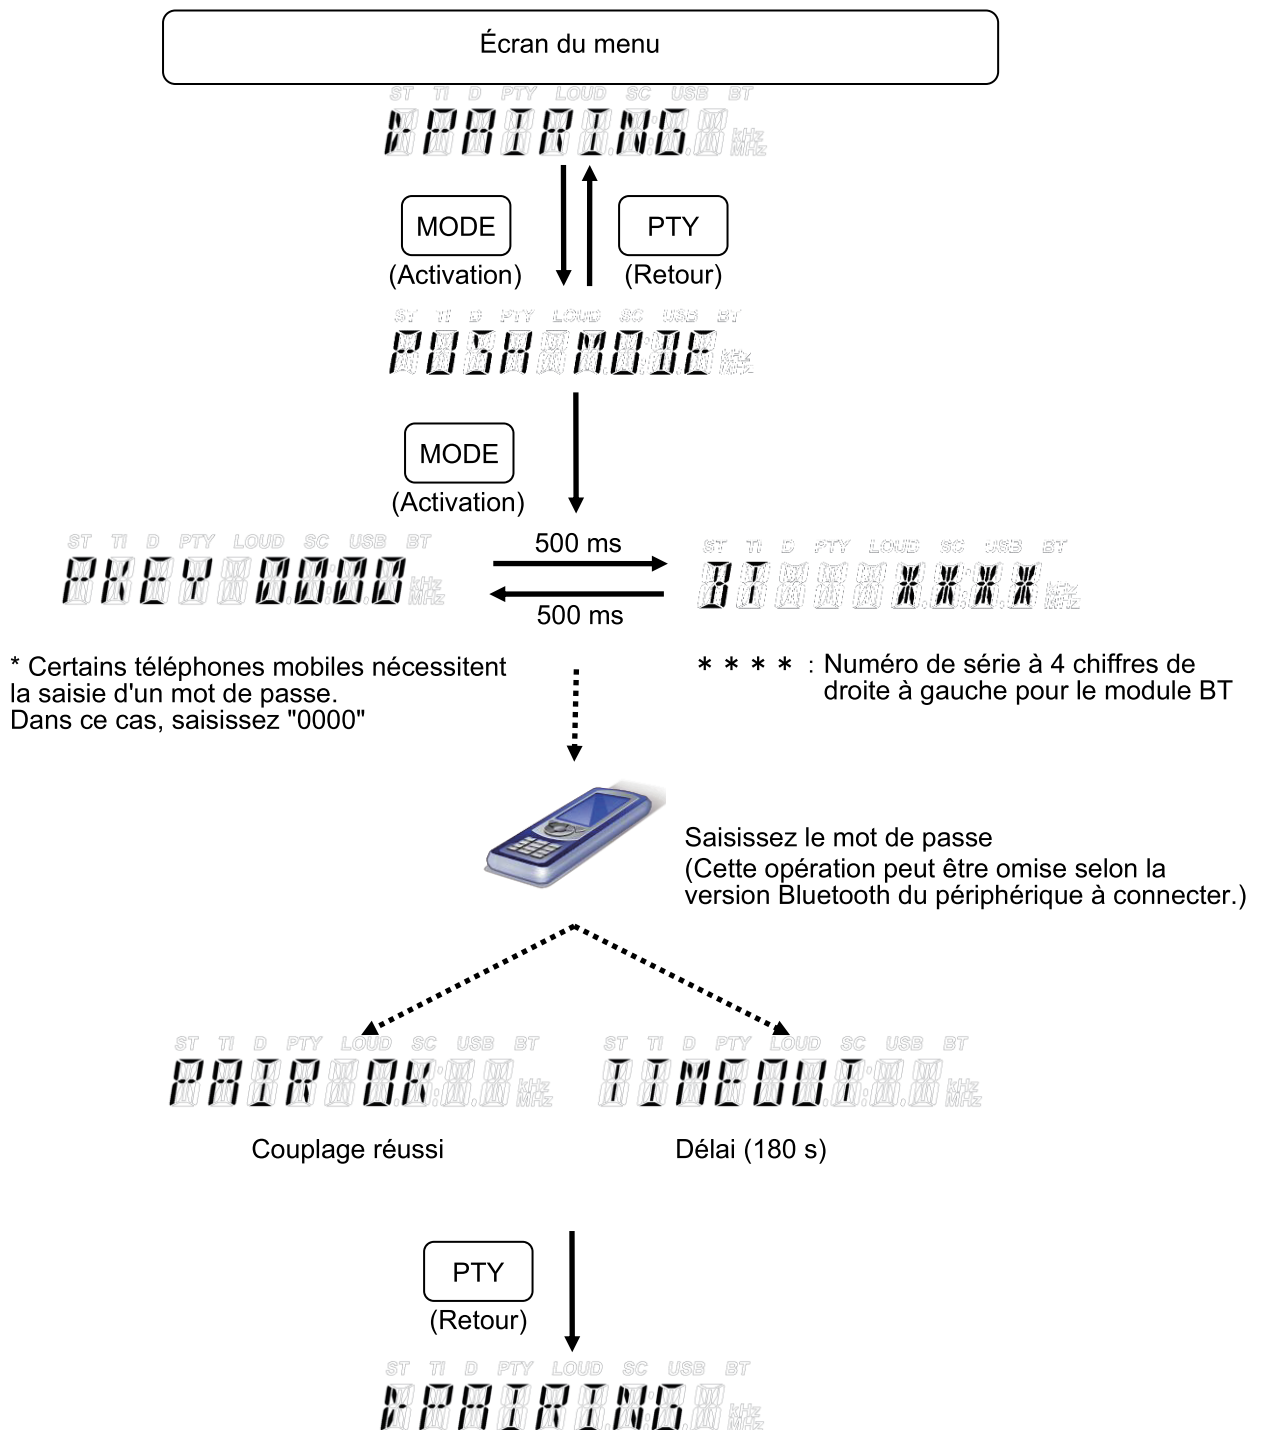 Écran du menu
ST TI D PTY LOUD SC USB BT
PAIRING
kHz
MHz
MODE
PTY
(Activation)
(Retour)
ST TI D PTY LOUD SC USB BT
PUSH MODE
kHz
MHz
MODE
(Activation)
ST TI D PTY LOUD SC USB BT
PKEY 0000
kHz
MHz
500 ms
500 ms
ST TI D PTY LOUD SC USB BT
BT ****
kHz
MHz
* Certains téléphones mobiles nécessitent
la saisie d'un mot de passe.
Dans ce cas, saisissez "0000"
* * * * : Numéro de série à 4 chiffres de
droite à gauche pour le module BT
Saisissez le mot de passe
(Cette opération peut être omise selon la
version Bluetooth du périphérique à connecter.)
ST TI D PTY LOUD SC USB BT
PAIR OK
kHz
MHz
ST TI D PTY LOUD SC USB BT
TIMEOUT
kHz
MHz
Couplage réussi
Délai (180 s)
PTY
(Retour)
ST TI D PTY LOUD SC USB BT
PAIRING
kHz
MHz